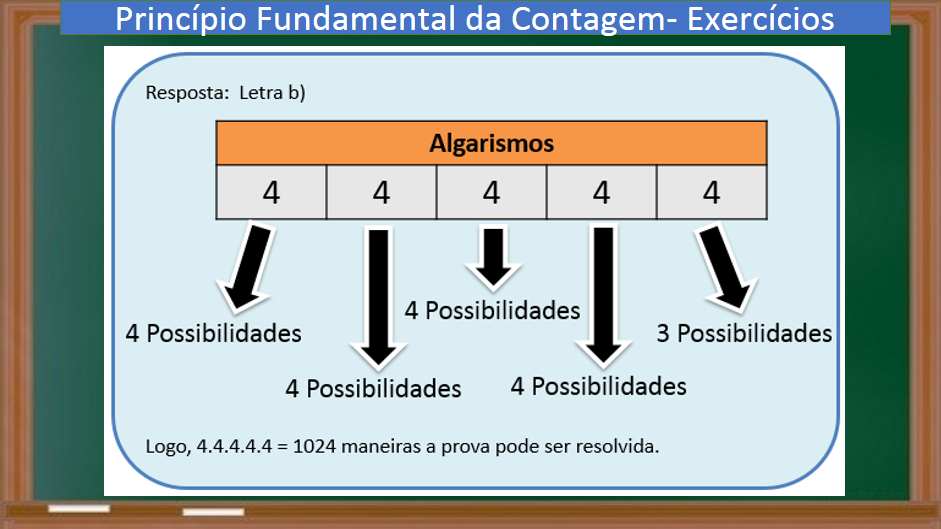 Princípio Fundamental da Contagem- Exercícios
Resposta:  Letra b)
Algarismos
4 4 4 4 4
4 Possibilidades
4 Possibilidades
4 Possibilidades
4 Possibilidades
3 Possibilidades
Logo, 4.4.4.4.4 = 1024 maneiras a prova pode ser resolvida.